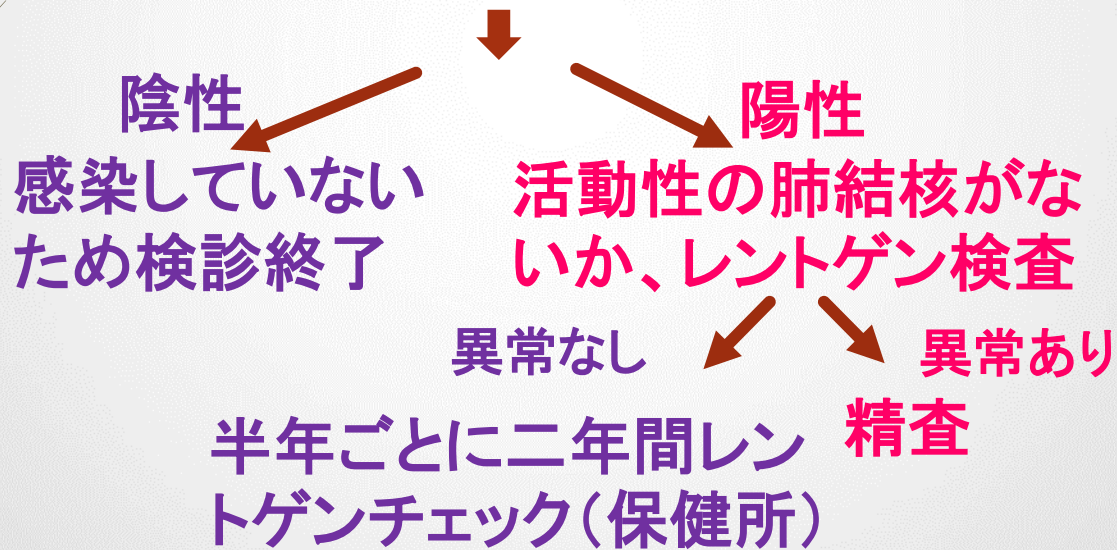 陰性
陽性
感染していない
ため検診終了
活動性の肺結核がな
いか、レントゲン検査
異常なし
異常あり
精査
半年ごとに二年間レン
トゲンチェック（保健所）